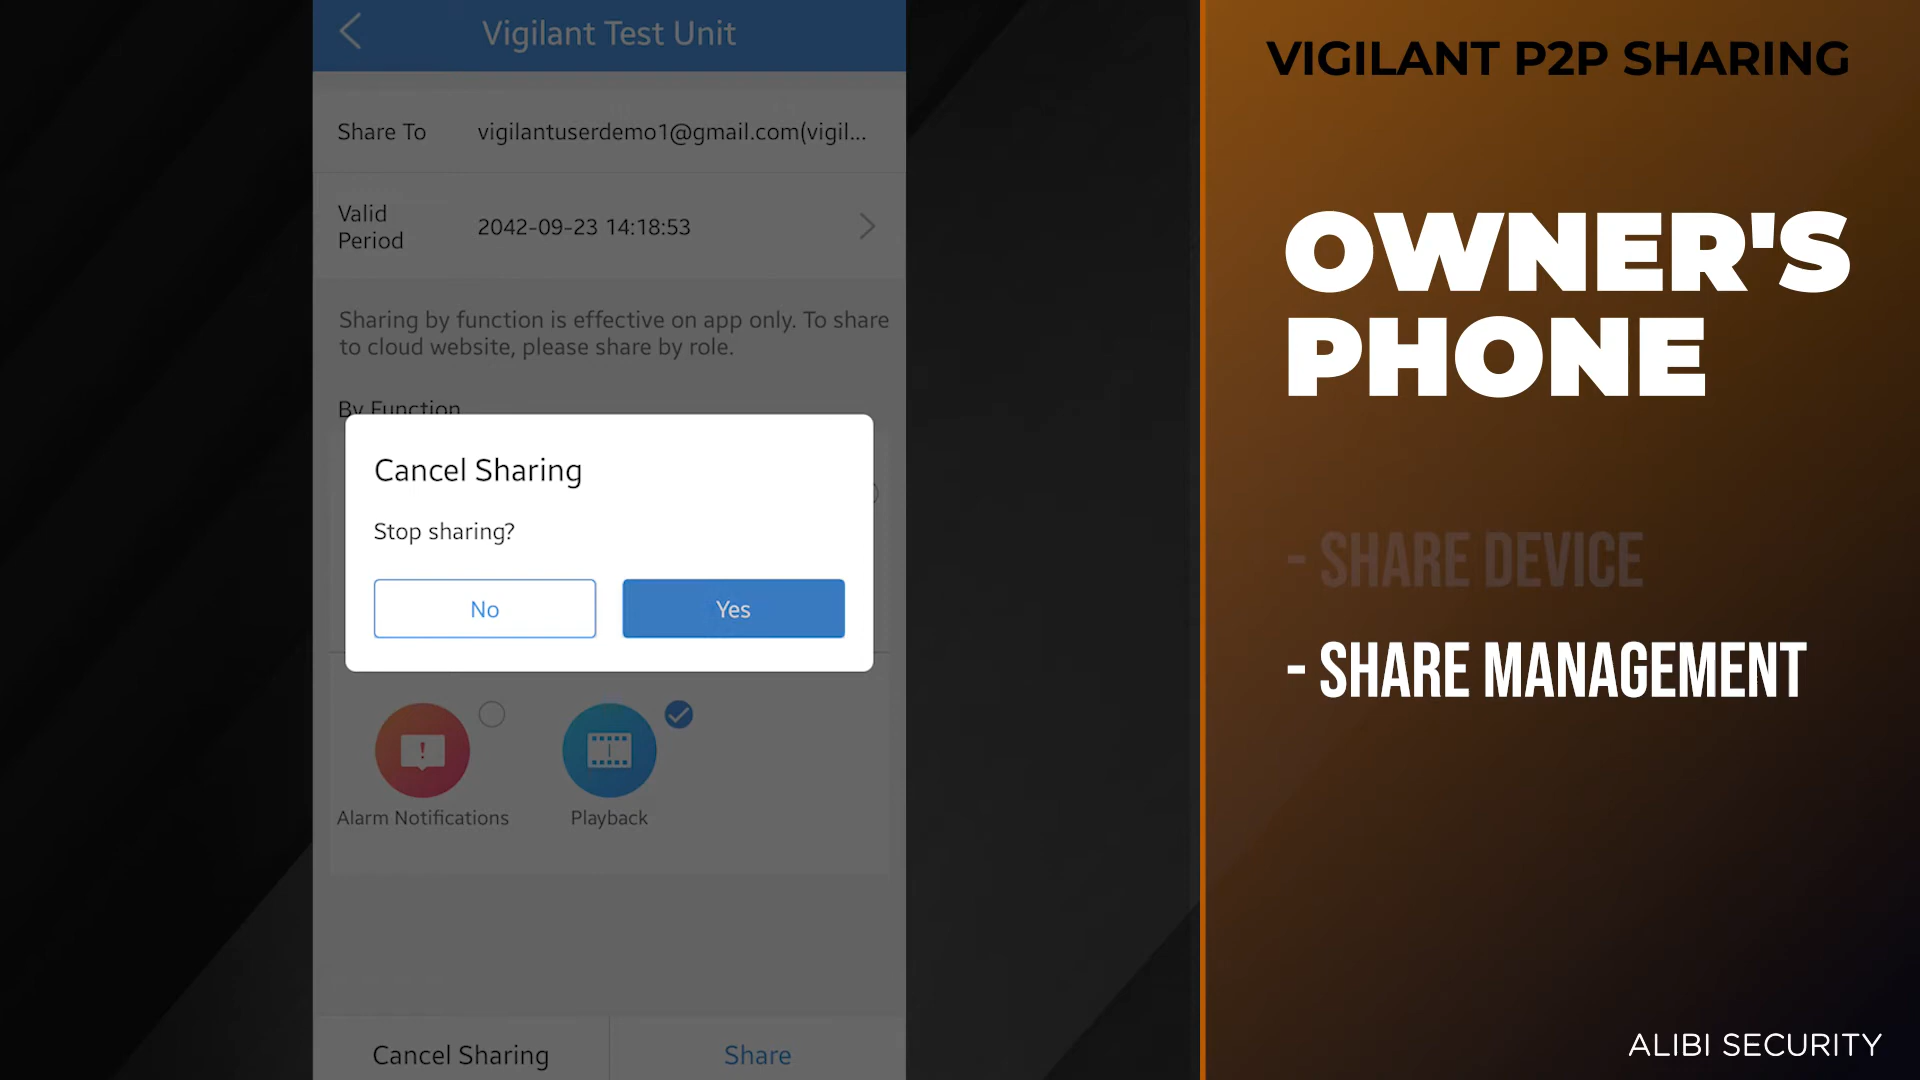 Vigilant Test Unit
Share To
vigilantuserdemo1@gmail.com(vigil...
Valid
Period
2042-09-23 14:18:53
Sharing by function is effective on app only. To share
to cloud website, please share by role.
By Function
Cancel Sharing
Stop sharing?
No
Yes
Alarm Notifications
Playback
Cancel Sharing
Share
VIGILANT P2P SHARING
OWNER'S
PHONE
- SHARE DEVICE
- SHARE MANAGEMENT
ALIBI SECURITY